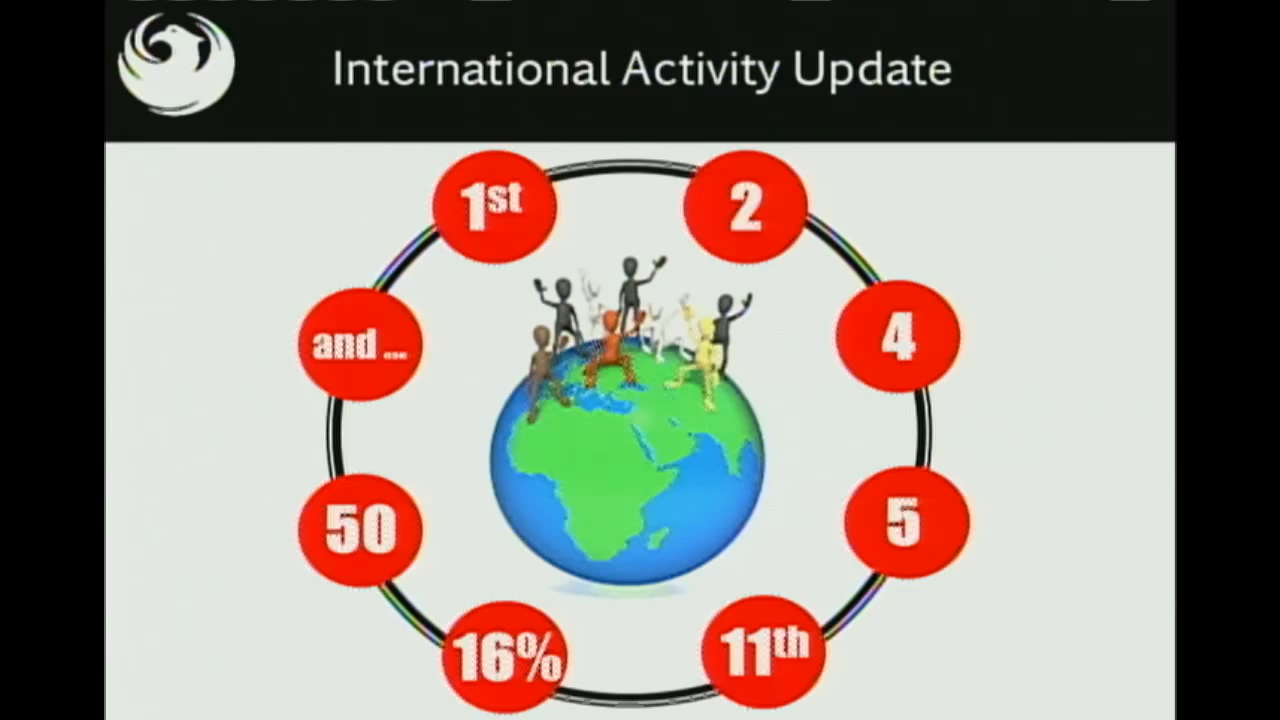 International Activity Update
1st
2
and ...
4
50
5
16%
11th